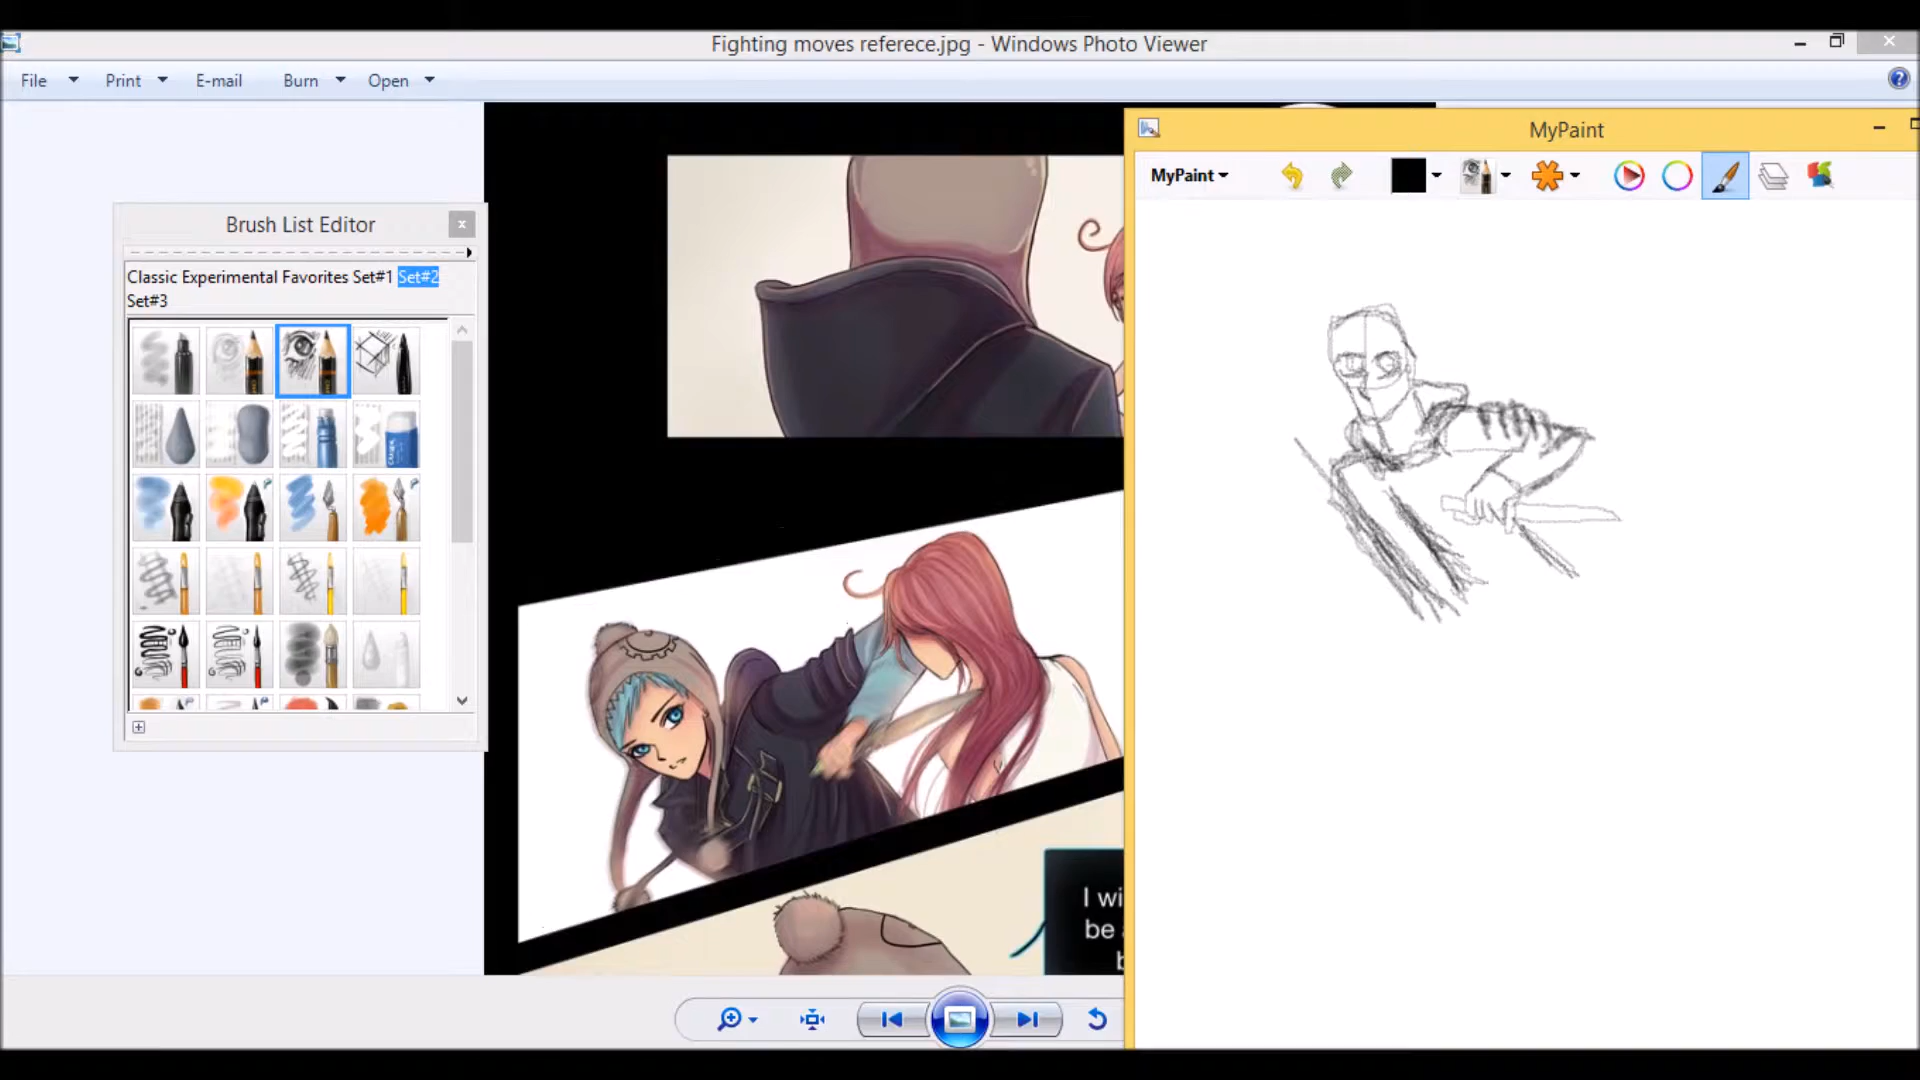 Fighting moves referece.jpg - Windows Photo Viewer
File Print E-mail Burn Open
MyPaint
MyPaint
Brush List Editor
Classic Experimental Favorites Set#1 Set#2
Set#3
I wi
be
b